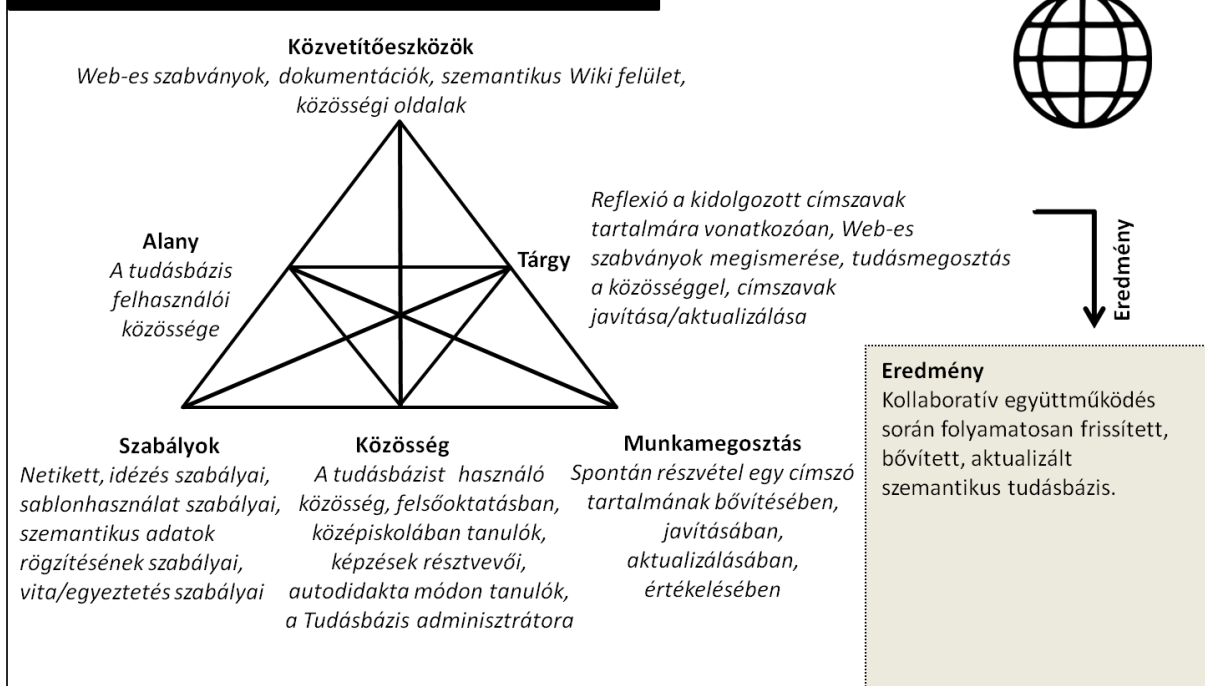 Közvetítőeszközök
Web-es szabványok, dokumentációk, szemantikus Wiki felület,
közösségi oldalak
Alany
A tudásbázis
felhasználói
közössége
Tárgy
Reflexió a kidolgozott címszavak
tartalmára vonatkozóan, Web-es
szabványok megismerése, tudásmegosztás
a közösséggel, címszavak
javítása/aktualizálása
Eredmény
Eredmény
Kollaboratív együttműködés
során folyamatosan frissített,
bővített, aktualizált
szemantikus tudásbázis.
Szabályok
Netikett, idézés szabályai,
sablonhasználat szabályai,
szemantikus adatok
rögzítésének szabályai,
vita/egyeztetés szabályai
Közösség
A tudásbázist használó
közösség, felsőoktatásban,
középiskolában tanulók,
képzések résztvevői,
autodidakta módon tanulók,
a Tudásbázis adminisztrátora
Munkamegosztás
Spontán részvétel egy címszó
tartalmának bővítésében,
javításában,
aktualizálásában,
értékelésében